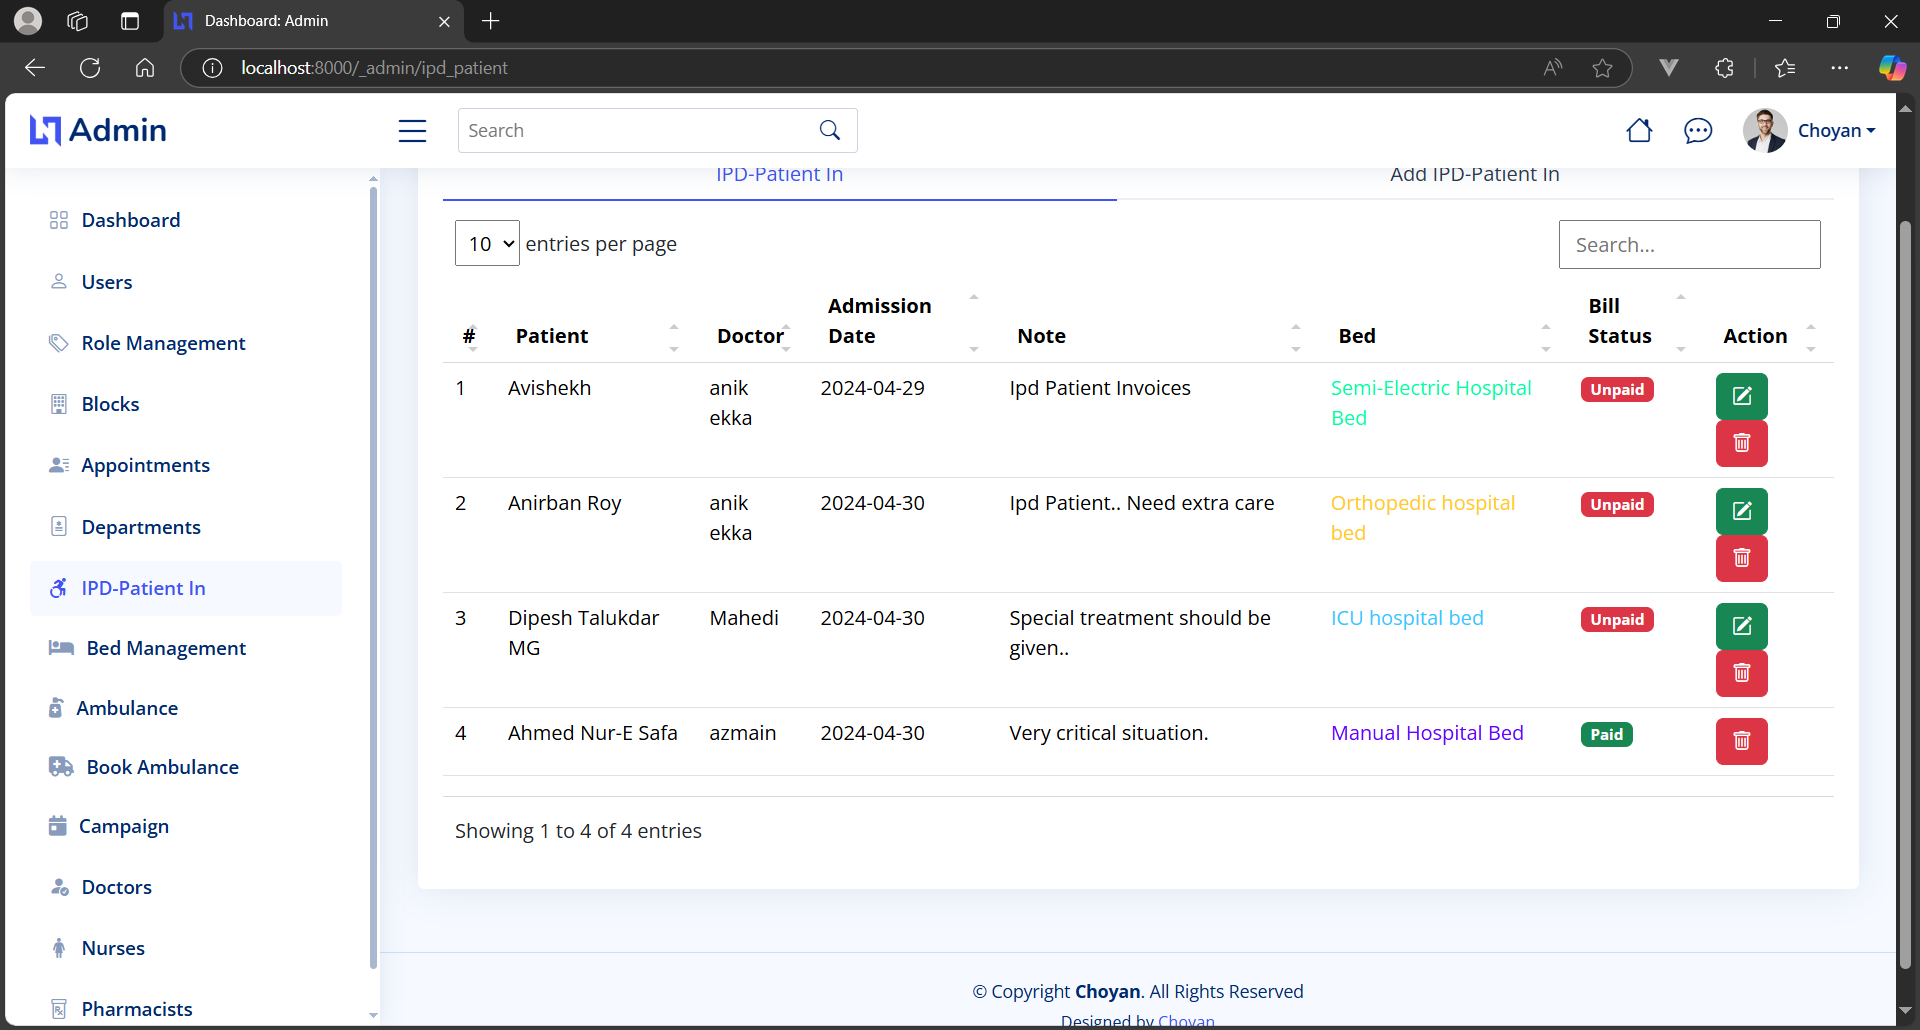 Dashboard: Admin
localhost:8000/_admin/ipd_patient
Admin
Search
Choyan
Dashboard
Users
Role Management
Blocks
Appointments
Departments
IPD-Patient In
Bed Management
Ambulance
Book Ambulance
Campaign
Doctors
Nurses
Pharmacists
IPD-Patient In
Add IPD-Patient In
10 entries per page
Search...
# Patient Doctor Admission Date Note Bed Bill Status Action
1 Avishekh anik ekka 2024-04-29 Ipd Patient Invoices Semi-Electric Hospital Bed Unpaid
2 Anirban Roy anik ekka 2024-04-30 Ipd Patient.. Need extra care Orthopedic hospital bed Unpaid
3 Dipesh Talukdar MG Mahedi 2024-04-30 Special treatment should be given.. ICU hospital bed Unpaid
4 Ahmed Nur-E Safa azmain 2024-04-30 Very critical situation. Manual Hospital Bed Paid
Showing 1 to 4 of 4 entries
© Copyright Choyan. All Rights Reserved
Designed by Choyan